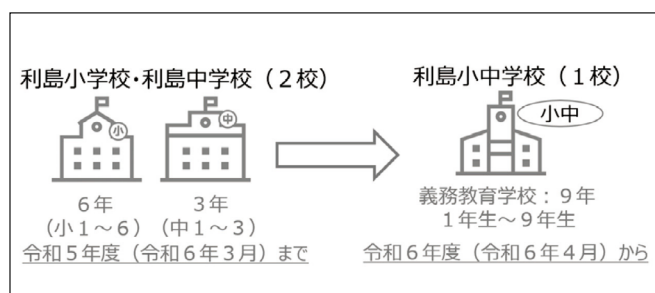 利島小学校・利島中学校（２校）
小
中
６年
（小１～６）
３年
（中１～３）
令和５年度（令和６年３月）まで
利島小中学校（１校）
小中
義務教育学校：９年
１年生～９年生
令和６年度（令和６年４月）から